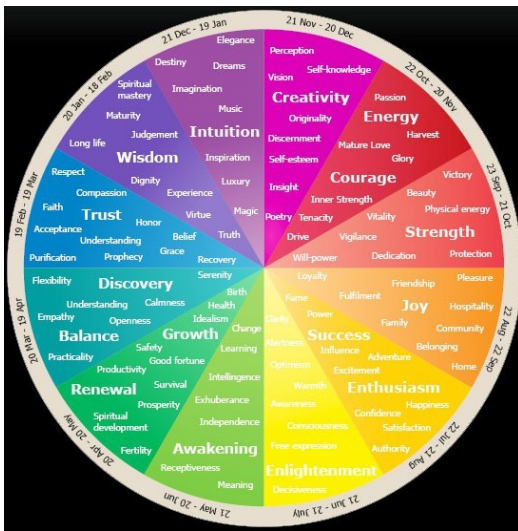 21 Nov - 20 Dec
Perception
Self-knowledge
Vision
Creativity
Originality
Discernment
Self-esteem
Insight
Poetry
22 Oct - 20 Nov
Passion
Energy
Harvest
Mature Love
Glory
Courage
Inner Strength
Tenacity
Drive
23 Sep - 21 Oct
Victory
Beauty
Physical energy
Vitality
Strength
Vigilance
Protection
Dedication
Will-power
22 Aug - 22 Sep
Loyalty
Pleasure
Friendship
Fulfilment
Joy
Hospitality
Fame
Power
Family
Community
Belonging
Home
22 Jul - 21 Aug
Clarity
Success
Influence
Adventure
Excitement
Enthusiasm
Happiness
Confidence
Satisfaction
Authority
21 Jun - 21 July
Alertness
Optimism
Warmth
Awareness
Consciousness
Free expression
Enlightenment
Decisiveness
21 May - 20 Jun
Change
Learning
Intellingence
Exhuberance
Independence
Awakening
Receptiveness
Meaning
20 Apr - 20 May
Birth
Health
Idealism
Growth
Safety
Good fortune
Productivity
Renewal
Survival
Prosperity
Spiritual
development
Fertility
20 Mar - 19 Apr
Serenity
Flexibility
Discovery
Understanding
Calmness
Empathy
Openness
Balance
Practicality
19 Feb - 19 Mar
Respect
Compassion
Faith
Trust
Honor
Acceptance
Understanding
Belief
Grace
Purification
Prophecy
Recovery
20 Jan - 18 Feb
Spiritual
mastery
Maturity
Judgement
Long life
Wisdom
Dignity
Experience
Virtue
Truth
21 Dec - 19 Jan
Elegance
Destiny
Dreams
Imagination
Music
Intuition
Inspiration
Luxury
Magic